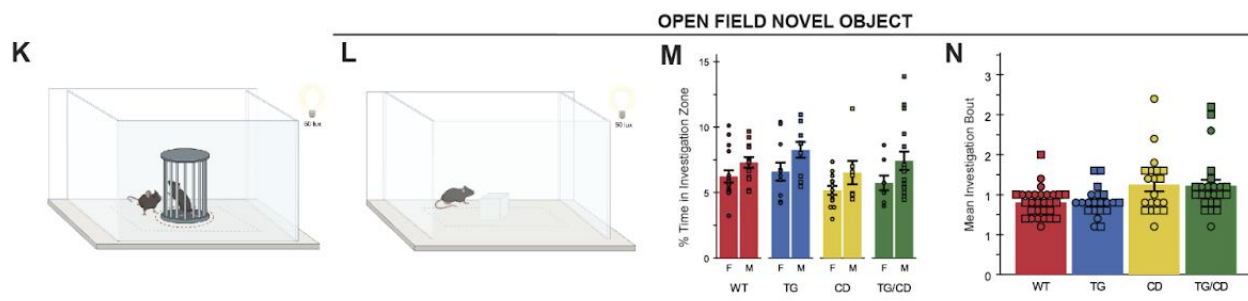 OPEN FIELD NOVEL OBJECT
K
50 lux
L
50 lux
M
% Time in Investigation Zone
15
10
5
0
F M F M F M F M
WT TG CD TG/CD
N
Mean Investigation Bout
3
2
2
1
1
0
WT TG CD TG/CD